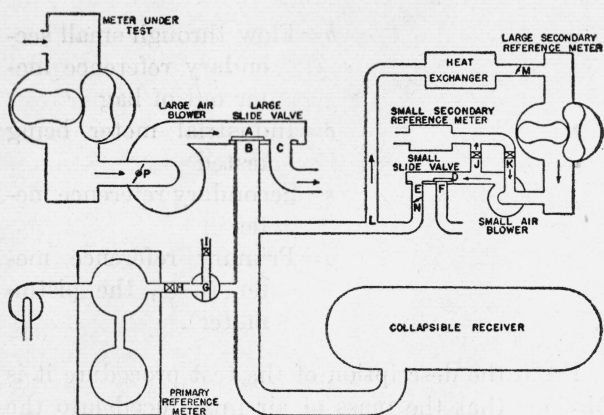 METER UNDER
TEST
LARGE SECONDARY
REFERENCE METER
HEAT
EXCHANGER
M
LARGE AIR
BLOWER
LARGE
SLIDE VALVE
SMALL SECONDARY
REFERENCE METER
A
B
C
J
K
SMALL
SLIDE VALVE
P
D
E
F
N
L
SMALL AIR
BLOWER
H
G
COLLAPSIBLE RECEIVER
PRIMARY
REFERENCE
METER